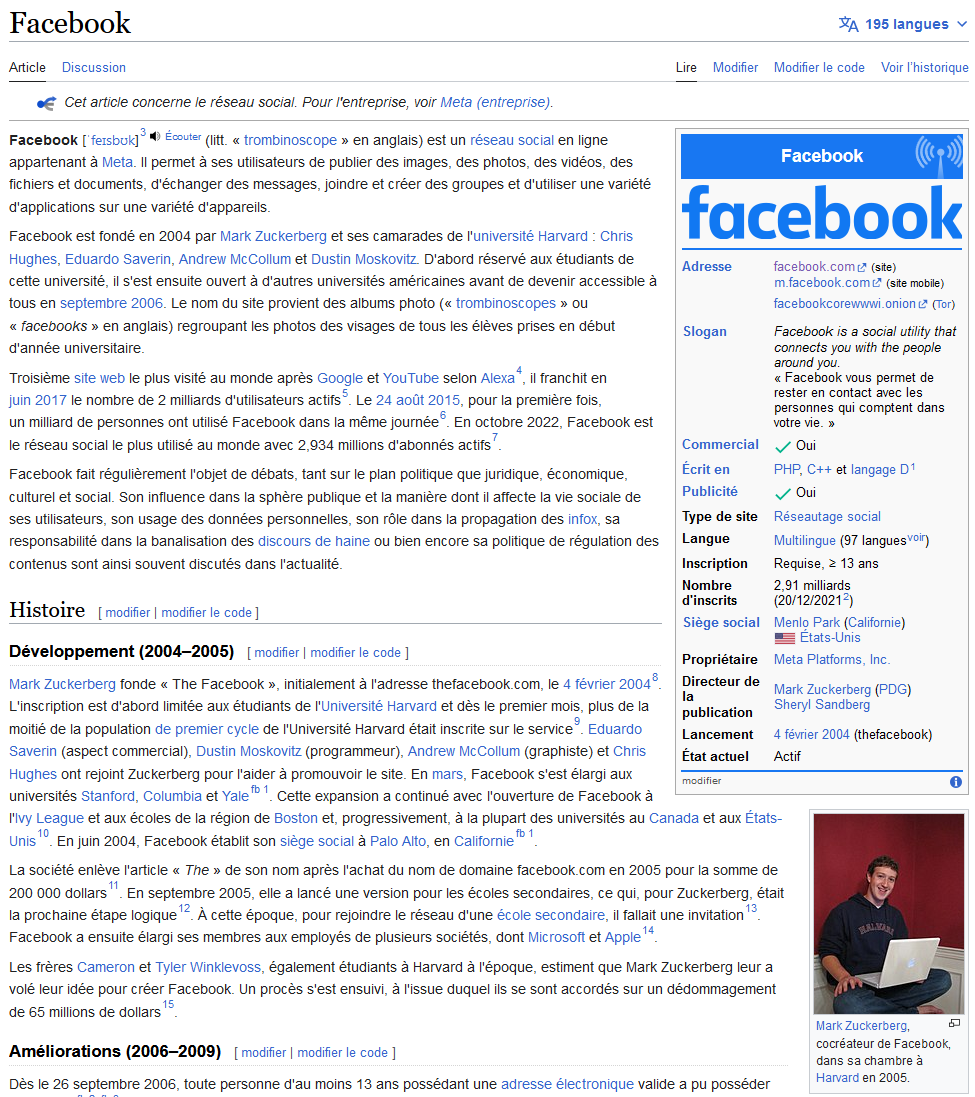 Facebook
195 langues
Article Discussion
Lire Modifier Modifier le code Voir l'historique
Cet article concerne le réseau social. Pour l'entreprise, voir Meta (entreprise).
Facebook [ˈfeɪsbʊk]3 Écouter (litt. « trombinoscope » en anglais) est un réseau social en ligne
appartenant à Meta. Il permet à ses utilisateurs de publier des images, des photos, des vidéos, des
fichiers et documents, d'échanger des messages, joindre et créer des groupes et d'utiliser une variété
d'applications sur une variété d'appareils.
Facebook est fondé en 2004 par Mark Zuckerberg et ses camarades de l'université Harvard : Chris
Hughes, Eduardo Saverin, Andrew McCollum et Dustin Moskovitz. D'abord réservé aux étudiants de
cette université, il s'est ensuite ouvert à d'autres universités américaines avant de devenir accessible à
tous en septembre 2006. Le nom du site provient des albums photo (« trombinoscopes » ou
« facebooks » en anglais) regroupant les photos des visages de tous les élèves prises en début
d'année universitaire.
Troisième site web le plus visité au monde après Google et YouTube selon Alexa4, il franchit en
juin 2017 le nombre de 2 milliards d'utilisateurs actifs5. Le 24 août 2015, pour la première fois,
un milliard de personnes ont utilisé Facebook dans la même journée6. En octobre 2022, Facebook est
le réseau social le plus utilisé au monde avec 2,934 millions d'abonnés actifs7.
Facebook fait régulièrement l'objet de débats, tant sur le plan politique que juridique, économique,
culturel et social. Son influence dans la sphère publique et la manière dont il affecte la vie sociale de
ses utilisateurs, son usage des données personnelles, son rôle dans la propagation des infox, sa
responsabilité dans la banalisation des discours de haine ou bien encore sa politique de régulation des
contenus sont ainsi souvent discutés dans l'actualité.
Histoire [ modifier | modifier le code ]
Développement (2004–2005) [ modifier | modifier le code ]
Mark Zuckerberg fonde « The Facebook », initialement à l'adresse thefacebook.com, le 4 février 20048.
L'inscription est d'abord limitée aux étudiants de l'Université Harvard et dès le premier mois, plus de la
moitié de la population de premier cycle de l'Université Harvard était inscrite sur le service9. Eduardo
Saverin (aspect commercial), Dustin Moskovitz (programmeur), Andrew McCollum (graphiste) et Chris
Hughes ont rejoint Zuckerberg pour l'aider à promouvoir le site. En mars, Facebook s'est élargi aux
universités Stanford, Columbia et Yalefb 1. Cette expansion a continué avec l'ouverture de Facebook à
l'Ivy League et aux écoles de la région de Boston et, progressivement, à la plupart des universités au Canada et aux États-
Unis10. En juin 2004, Facebook établit son siège social à Palo Alto, en Californiefb 1.
La société enlève l'article « The » de son nom après l'achat du nom de domaine facebook.com en 2005 pour la somme de
200 000 dollars11. En septembre 2005, elle a lancé une version pour les écoles secondaires, ce qui, pour Zuckerberg, était
la prochaine étape logique12. À cette époque, pour rejoindre le réseau d'une école secondaire, il fallait une invitation13.
Facebook a ensuite élargi ses membres aux employés de plusieurs sociétés, dont Microsoft et Apple14.
Les frères Cameron et Tyler Winklevoss, également étudiants à Harvard à l'époque, estiment que Mark Zuckerberg leur a
volé leur idée pour créer Facebook. Un procès s'est ensuivi, à l'issue duquel ils se sont accordés sur un dédommagement
de 65 millions de dollars15.
Améliorations (2006–2009) [ modifier | modifier le code ]
Dès le 26 septembre 2006, toute personne d'au moins 13 ans possédant une adresse électronique valide a pu posséder
Facebook
facebook
Adresse facebook.com (site)
m.facebook.com (site mobile)
facebookcorewwwi.onion (Tor)
Slogan Facebook is a social utility that
connects you with the people
around you.
« Facebook vous permet de
rester en contact avec les
personnes qui comptent dans
votre vie. »
Commercial Oui
Écrit en PHP, C++ et langage D1
Publicité Oui
Type de site Réseautage social
Langue Multilingue (97 languesvoir)
Inscription Requise, ≥ 13 ans
Nombre 2,91 milliards
d'inscrits (20/12/20212)
Siège social Menlo Park (Californie)
États-Unis
Propriétaire Meta Platforms, Inc.
Directeur de
la
publication
Mark Zuckerberg (PDG)
Sheryl Sandberg
Lancement 4 février 2004 (thefacebook)
État actuel Actif
modifier
HARVARD
Mark Zuckerberg,
cocréateur de Facebook,
dans sa chambre à
Harvard en 2005.